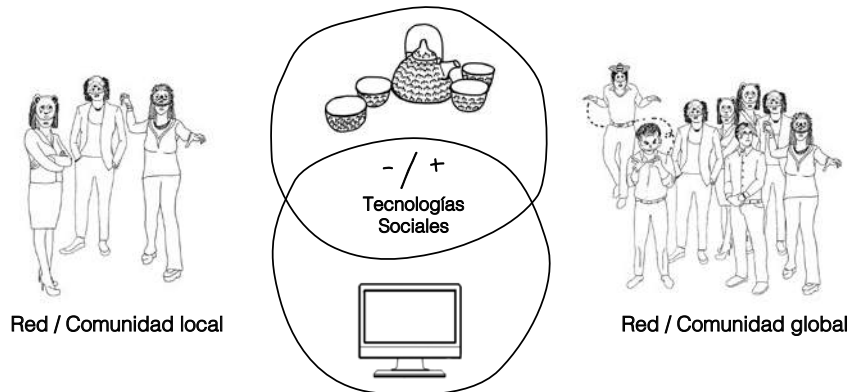 - / +
Tecnologías
Sociales
Red / Comunidad local
Red / Comunidad global